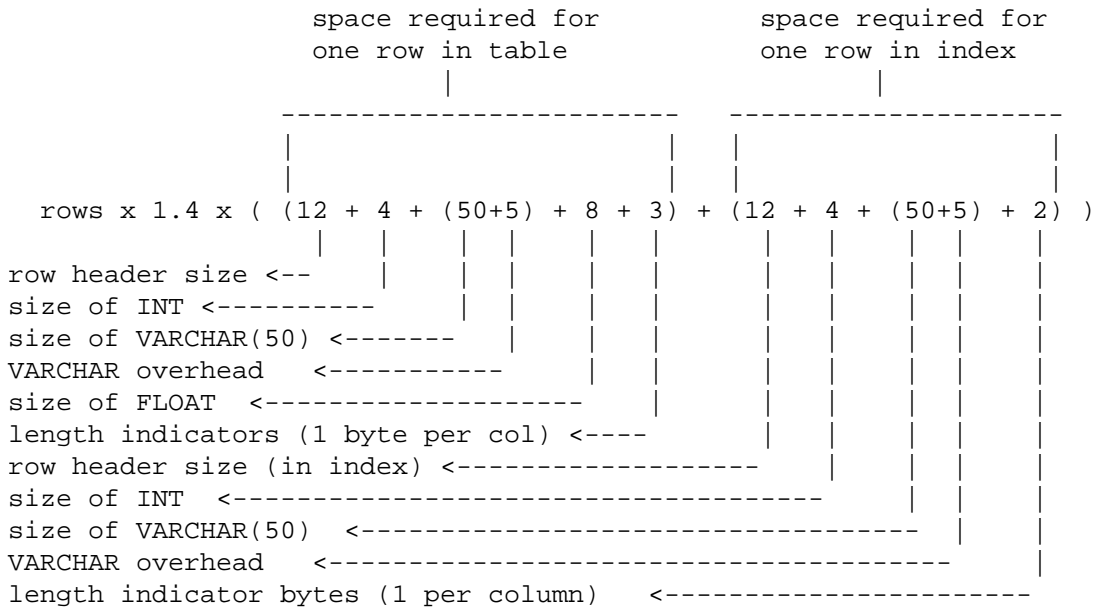 space required for space required for
one row in table one row in index
rows x 1.4 x ( (12 + 4 + (50+5) + 8 + 3) + (12 + 4 + (50+5) + 2) )
row header size <--
size of INT <----------
size of VARCHAR(50) <-------
VARCHAR overhead <-----------
size of FLOAT <--------------------
length indicators (1 byte per col) <----
row header size (in index) <-------------------
size of INT <-------------------------------------
size of VARCHAR(50) <-----------------------------------
VARCHAR overhead <---------------------------------------
length indicator bytes (1 per column) <-----------------------